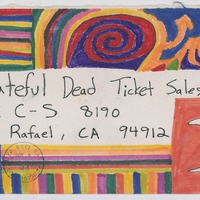 ateful Dead Ticket Sales
C-S 8190
Rafael, CA 94912